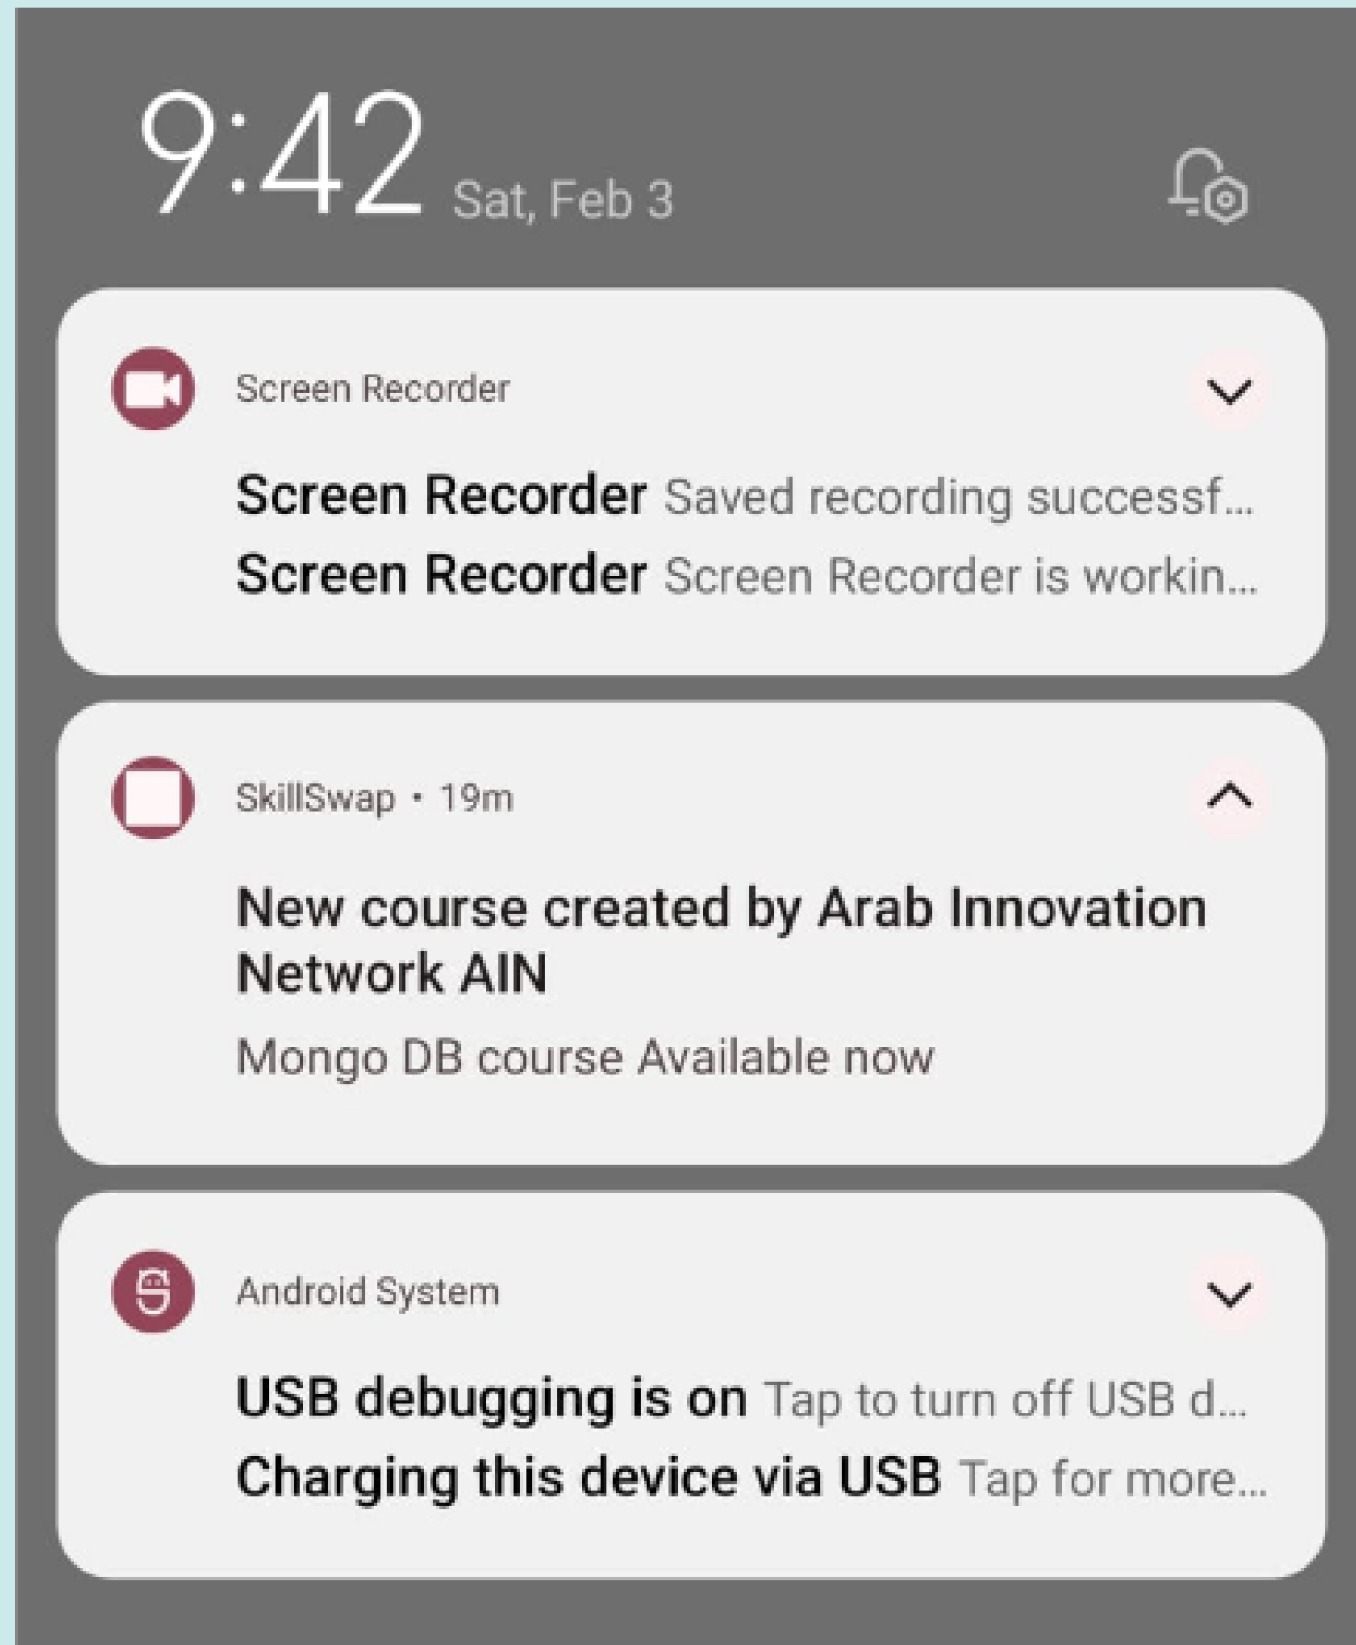 9:42 Sat, Feb 3
Screen Recorder
Screen Recorder Saved recording successf...
Screen Recorder Screen Recorder is workin...
SkillSwap • 19m
New course created by Arab Innovation
Network AIN
Mongo DB course Available now
Android System
USB debugging is on Tap to turn off USB d...
Charging this device via USB Tap for more...